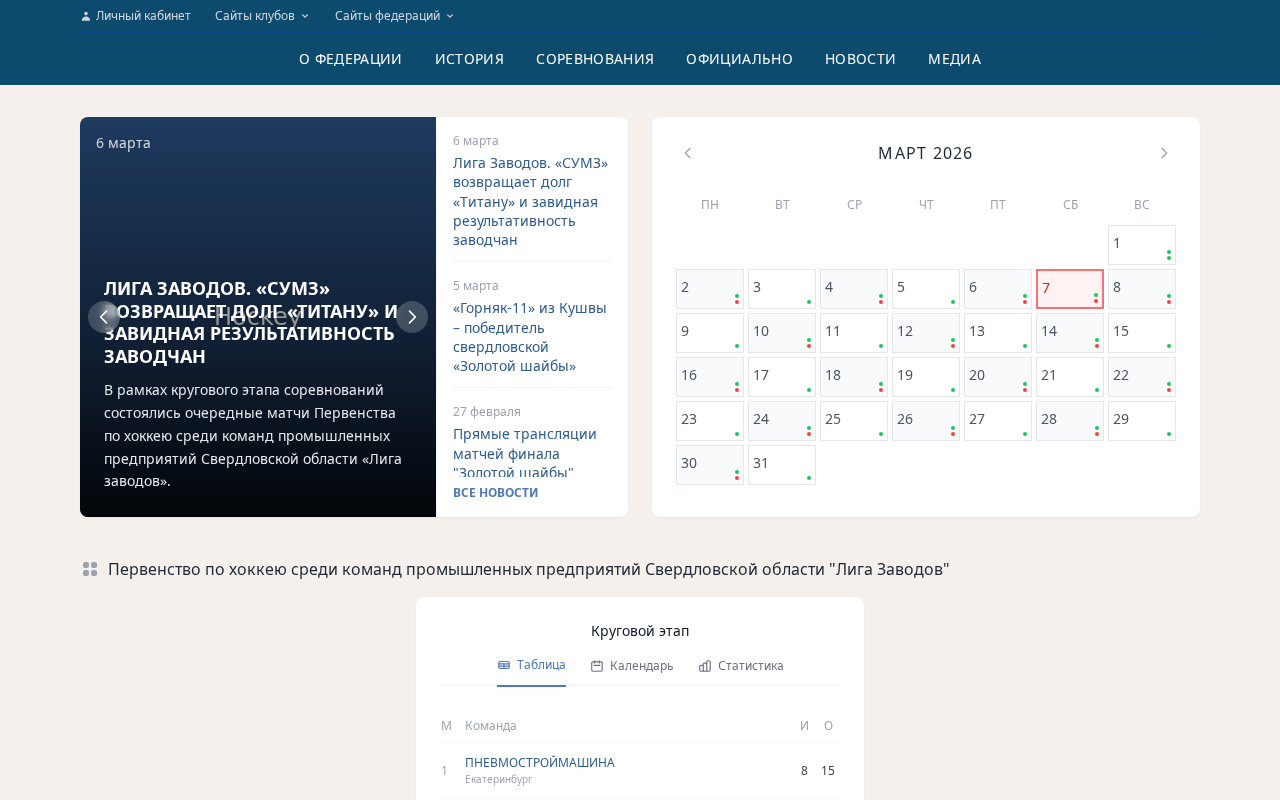 Личный кабинет
Сайты клубов
Сайты федераций
О ФЕДЕРАЦИИ
ИСТОРИЯ
СОРЕВНОВАНИЯ
ОФИЦИАЛЬНО
НОВОСТИ
МЕДИА
6 марта
Hockey
ЛИГА ЗАВОДОВ. «СУМЗ»
ВОЗВРАЩАЕТ ДОЛГ «ТИТАНУ» И
ЗАВИДНАЯ РЕЗУЛЬТАТИВНОСТЬ
ЗАВОДЧАН
В рамках кругового этапа соревнований
состоялись очередные матчи Первенства
по хоккею среди команд промышленных
предприятий Свердловской области «Лига
заводов».
6 марта
Лига Заводов. «СУМЗ»
возвращает долг
«Титану» и завидная
результативность
заводчан
5 марта
«Горняк-11» из Кушвы
– победитель
свердловской
«Золотой шайбы»
27 февраля
Прямые трансляции
матчей финала
"Золотой шайбы"
ВСЕ НОВОСТИ
МАРТ 2026
ПН ВТ СР ЧТ ПТ СБ ВС
1
2 3 4 5 6 7 8
9 10 11 12 13 14 15
16 17 18 19 20 21 22
23 24 25 26 27 28 29
30 31
Первенство по хоккею среди команд промышленных предприятий Свердловской области "Лига Заводов"
Круговой этап
Таблица
Календарь
Статистика
М Команда И О
1 ПНЕВМОСТРОЙМАШИНА 8 15
Екатеринбург